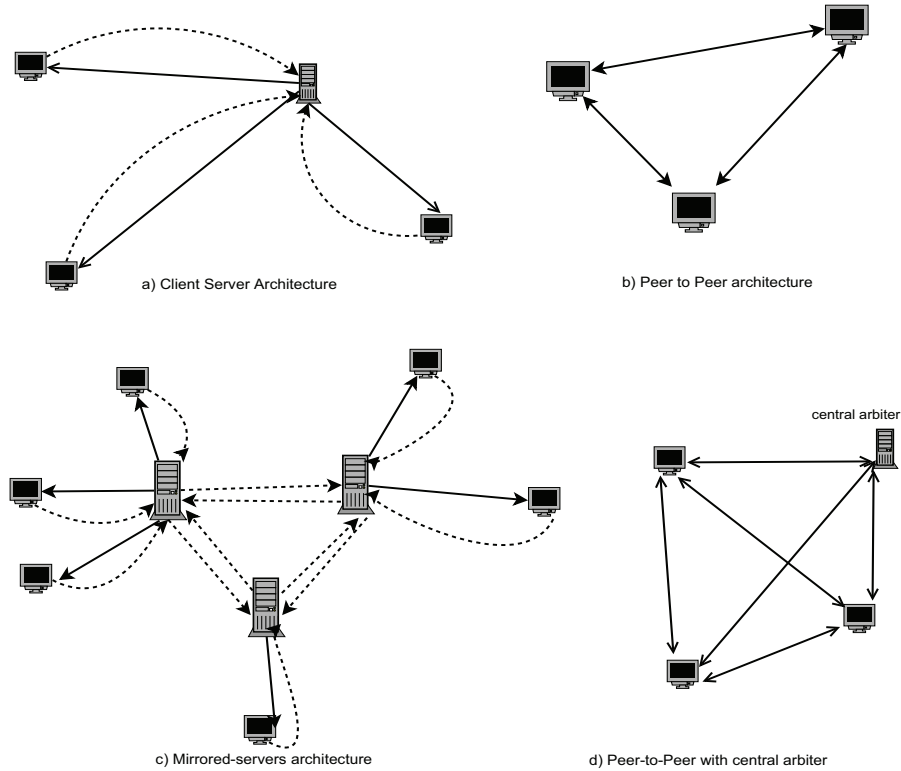 a) Client Server Architecture
b) Peer to Peer architecture
central arbiter
c) Mirrored-servers architecture
d) Peer-to-Peer with central arbiter